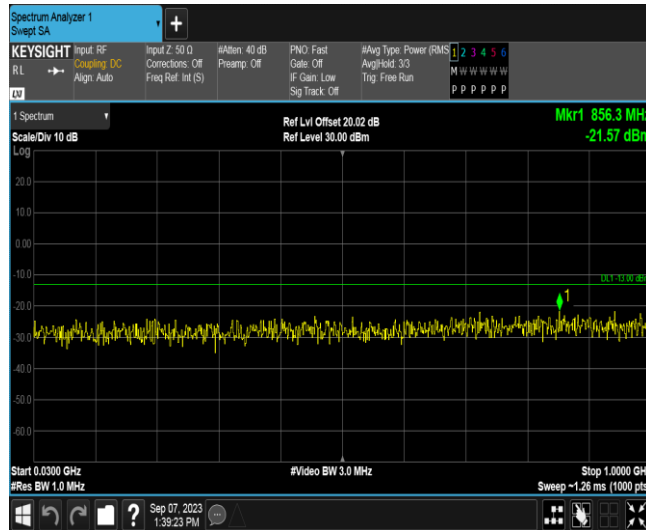 Spectrum Analyzer 1
Swept SA
+
KEYSIGHT
RL
LXI
Input: RF
Coupling: DC
Align: Auto
Input Z: 50 Ω
Corrections: Off
Freq Ref: Int (S)
#Atten: 40 dB
Preamp: Off
PNO: Fast
Gate: Off
IF Gain: Low
Sig Track: Off
#Avg Type: Power (RMS
Avg|Hold: 3/3
Trig: Free Run
1 2 3 4 5 6
M W W W W W
P P P P P P
1 Spectrum
Scale/Div 10 dB
Ref Lvl Offset 20.02 dB
Ref Level 30.00 dBm
Mkr1 856.3 MHz
-21.57 dBm
Log
20.0
10.0
0.00
-10.0
DL1 -13.00 dB
1
-20.0
-30.0
-40.0
-50.0
-60.0
Start 0.0300 GHz
#Res BW 1.0 MHz
#Video BW 3.0 MHz
Stop 1.0000 GH
Sweep ~1.26 ms (1000 pts
?
Sep 07, 2023
1:39:23 PM